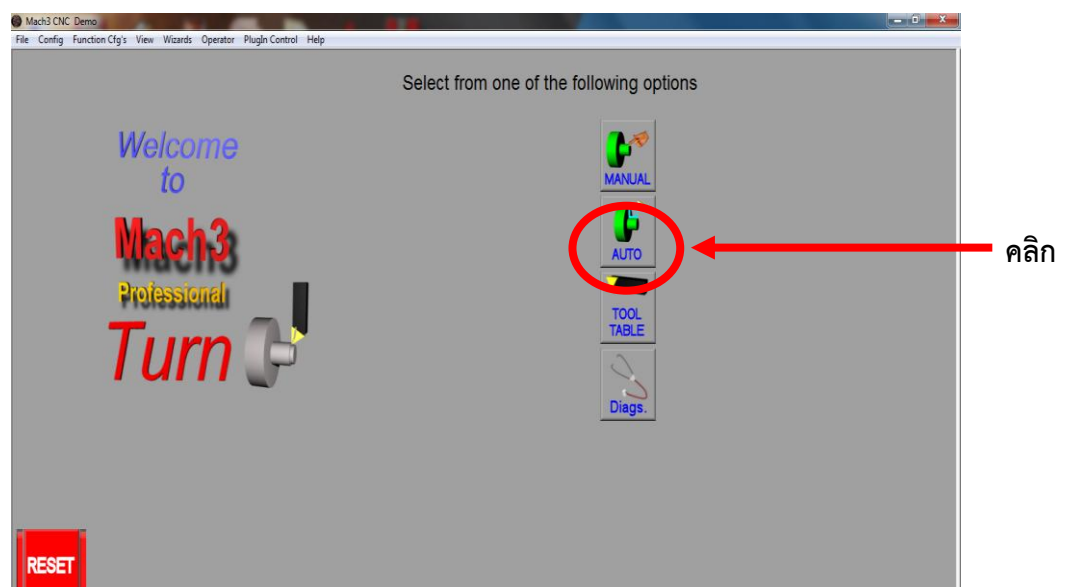 Mach3 CNC Demo
File Config Function Cfg's View Wizards Operator PlugIn Control Help
Select from one of the following options
Welcome
to
Mach3
Professional
Turn
MANUAL
AUTO
TOOL
TABLE
Diags.
คลิก
RESET